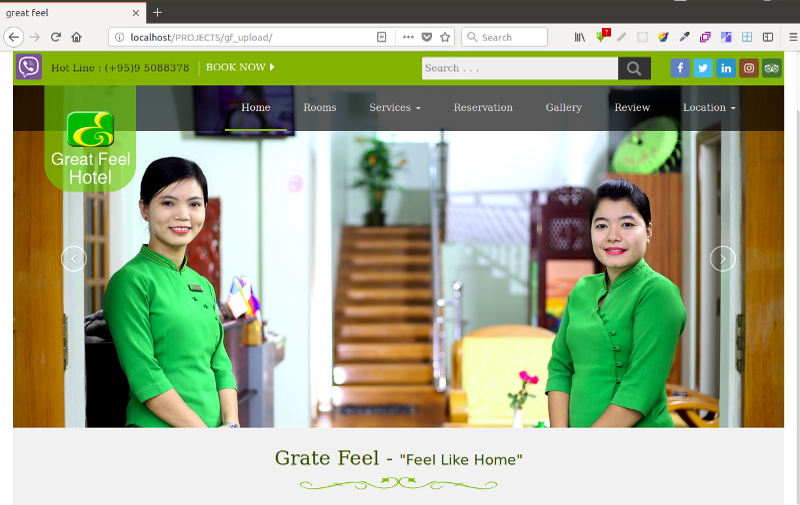 great feel
localhost/PROJECTS/gf_upload/
Search
Hot Line : (+95)9 5088378
BOOK NOW
Search . . .
Home
Rooms
Services
Reservation
Gallery
Review
Location
Great Feel
Hotel
Grate Feel - "Feel Like Home"